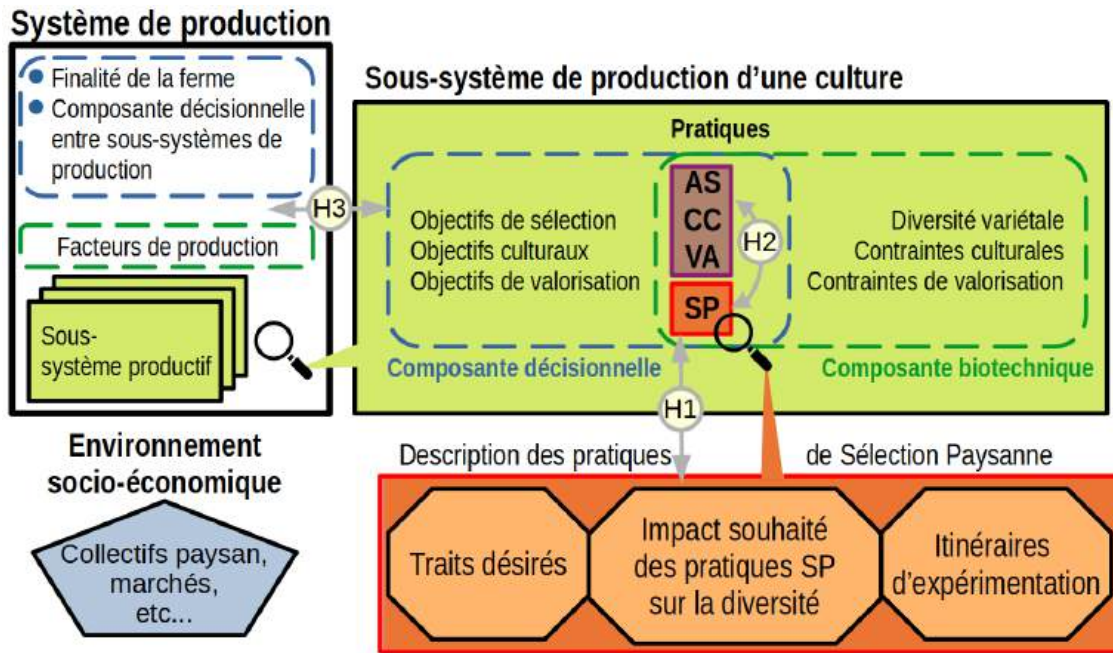 Système de production
Finalité de la ferme
Composante décisionnelle
entre sous-systèmes de
production
H3
Facteurs de production
Sous-
système productif
Environnement
socio-économique
Collectifs paysan,
marchés,
etc...
Sous-système de production d’une culture
Pratiques
Objectifs de sélection
Objectifs culturaux
Objectifs de valorisation
AS
CC
VA
H2
SP
Diversité variétale
Contraintes culturales
Contraintes de valorisation
Composante décisionnelle
Composante biotechnique
H1
Description des pratiques de Sélection Paysanne
Traits désirés
Impact souhaité
des pratiques SP
sur la diversité
Itinéraires
d’expérimentation